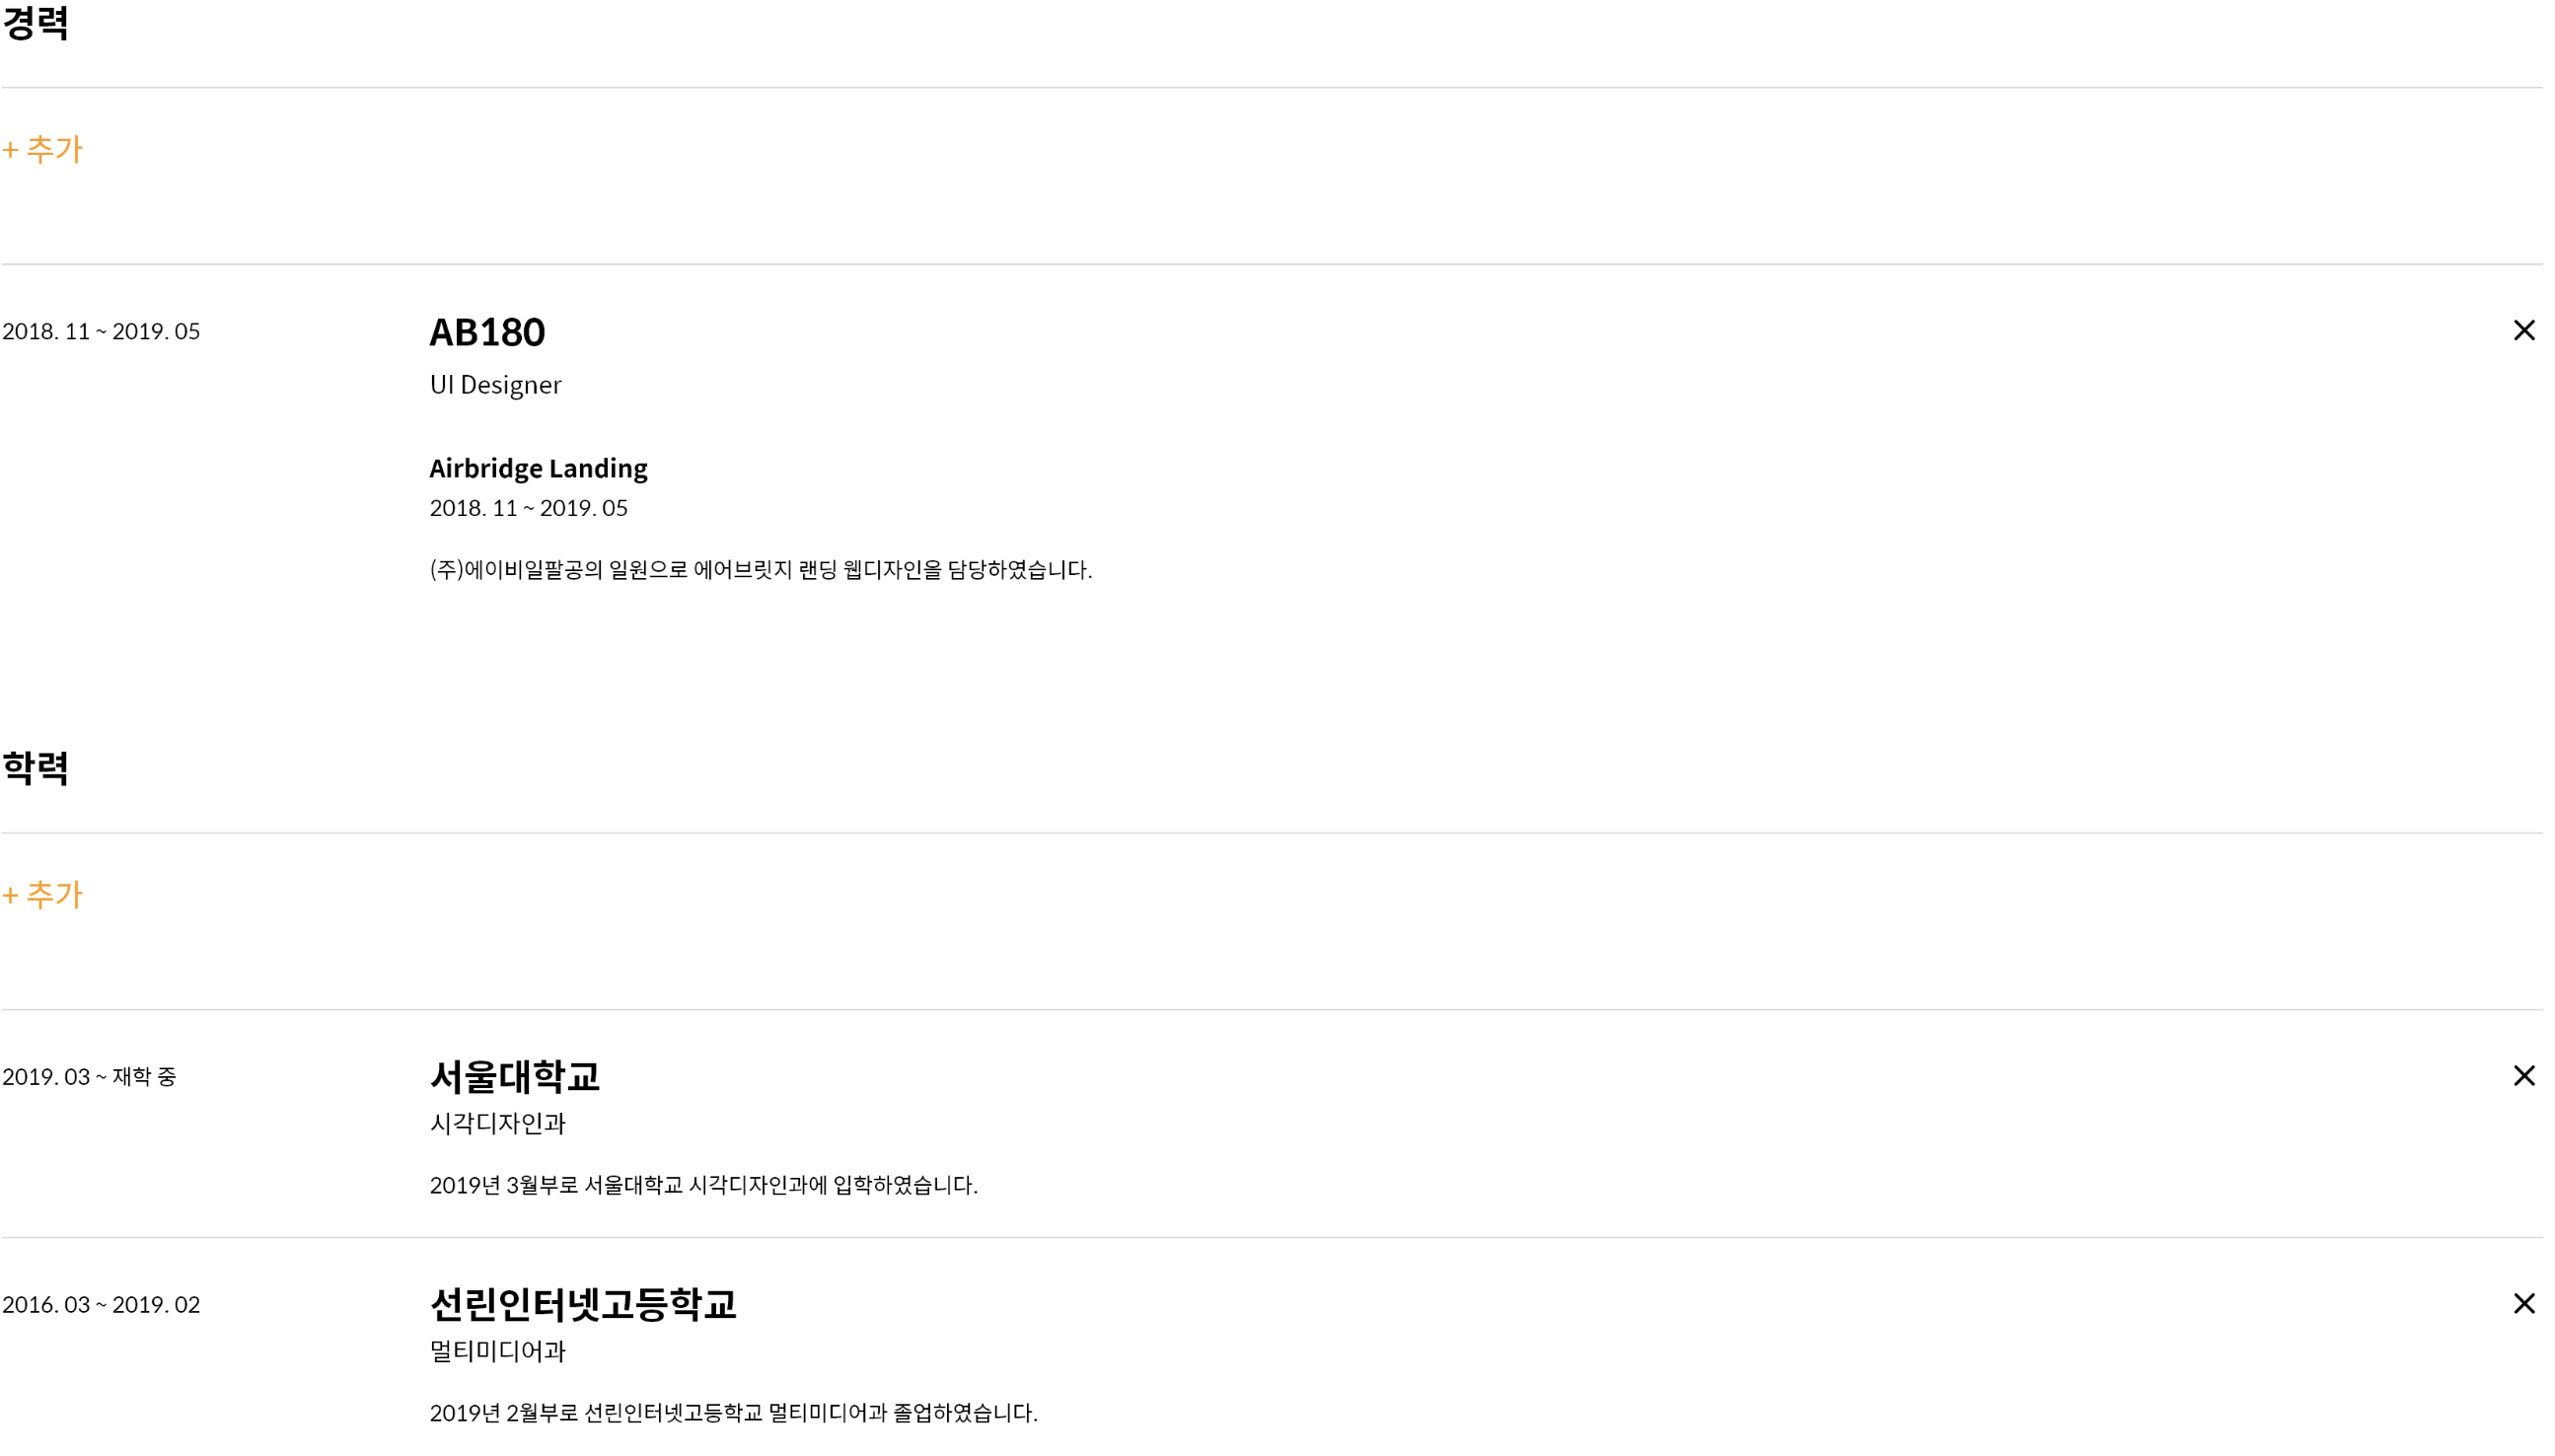 경력
+ 추가
2018. 11 ~ 2019. 05
AB180
UI Designer
Airbridge Landing
2018. 11 ~ 2019. 05
(주)에이비일팔공의 일원으로 에어브릿지 랜딩 웹디자인을 담당하였습니다.
학력
+ 추가
2019. 03 ~ 재학 중
서울대학교
시각디자인과
2019년 3월부로 서울대학교 시각디자인과에 입학하였습니다.
2016. 03 ~ 2019. 02
선린인터넷고등학교
멀티미디어과
2019년 2월부로 선린인터넷고등학교 멀티미디어과 졸업하였습니다.